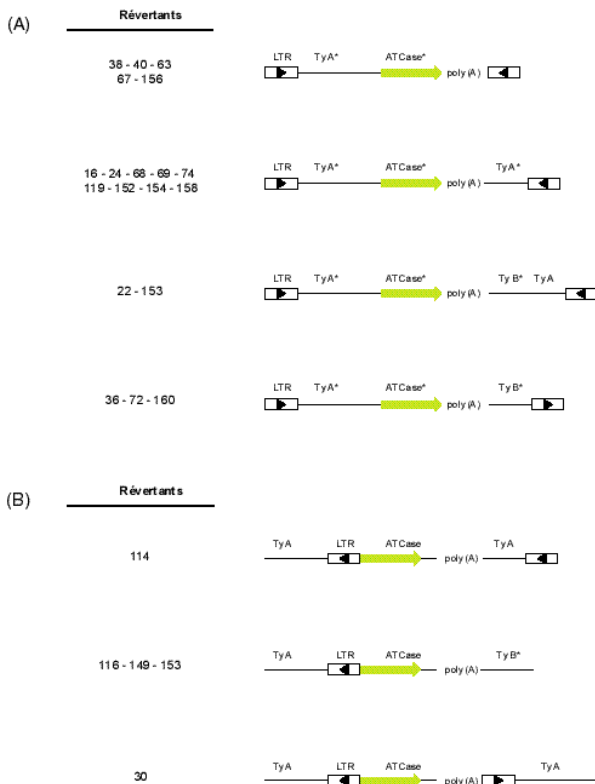 (A)
Révertants
38 - 40 - 63
67 - 156
LTR TyA* ATCase* poly (A)
16 - 24 - 68 - 69 - 74
119 - 152 - 154 - 158
LTR TyA* ATCase* poly (A) TyA*
22 - 153
LTR TyA* ATCase* poly (A) TyB* TyA
36 - 72 - 160
LTR TyA* ATCase* poly (A) TyB*
(B)
Révertants
114
TyA LTR ATCase poly (A) TyA
116 - 149 - 153
TyA LTR ATCase poly (A) TyB*
30
TyA LTR ATCase poly (A) TyA